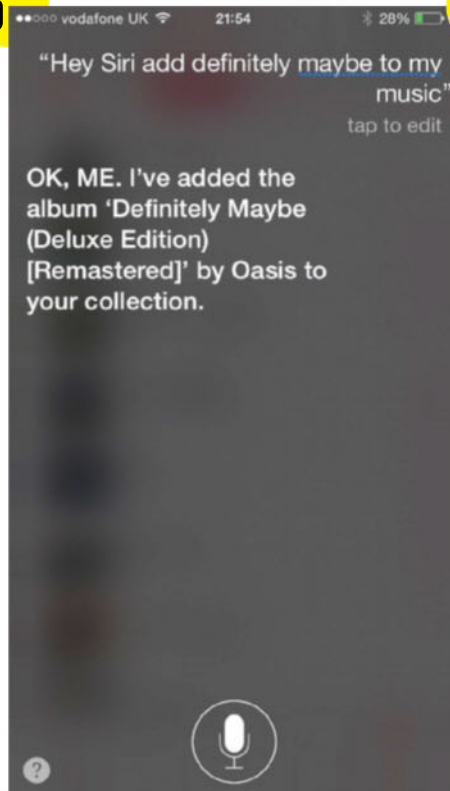 vodafone UK 21:54 28%
“Hey Siri add definitely maybe to my
music”
tap to edit
OK, ME. I’ve added the
album ‘Definitely Maybe
(Deluxe Edition)
[Remastered]’ by Oasis to
your collection.
?